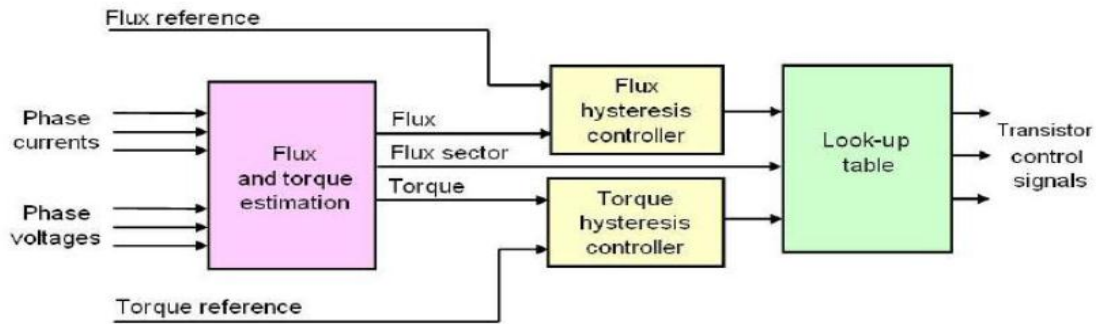 Flux reference
Phase
currents
Phase
voltages
Flux
and torque
estimation
Flux
Flux sector
Torque
Flux
hysteresis
controller
Torque
hysteresis
controller
Look-up
table
Transistor
control
signals
Torque reference